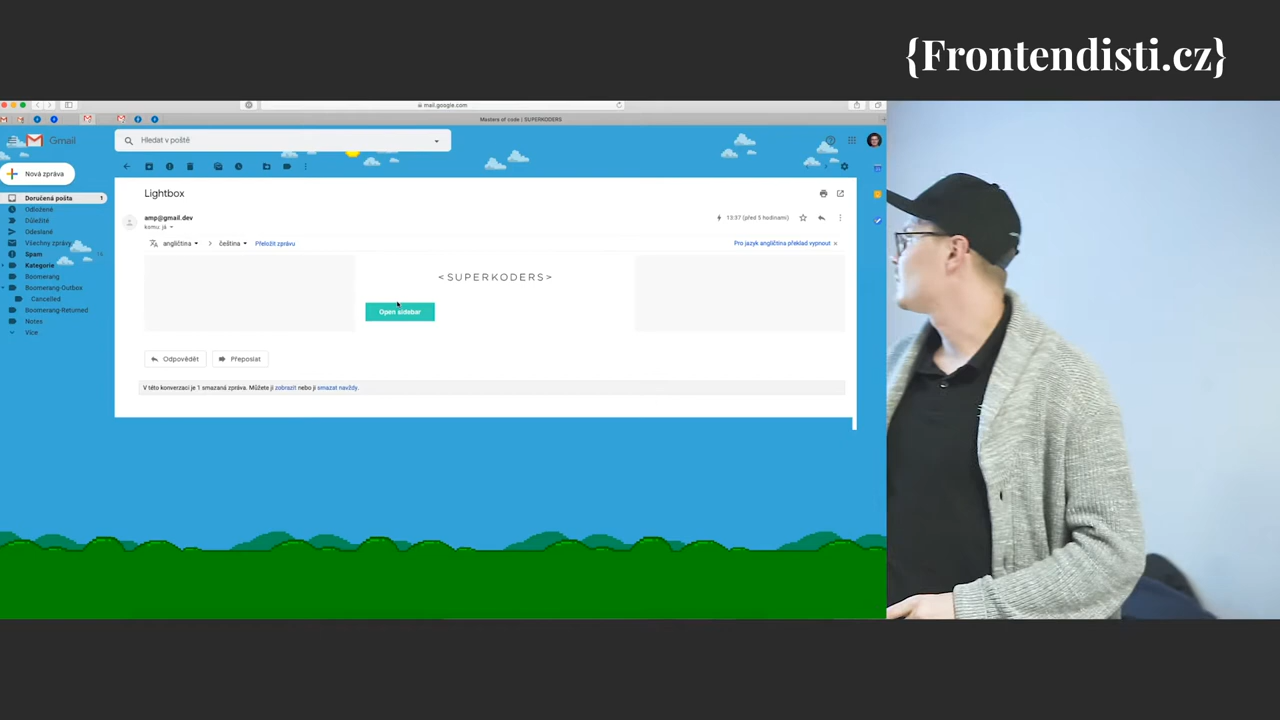 {Frontendisti.cz}
mail.google.com
Masters of code | SUPERKODERS
Gmail
Hledat v poště
Nová zpráva
Doručená pošta 1
Odložené
Důležité
Odeslané
Všechny zprávy
Spam
Kategorie
Boomerang
Boomerang-Outbox
Cancelled
Boomerang-Returned
Notes
Více
Lightbox
amp@gmail.dev
13:37 (před 5 hodinami)
komu já
angličtina > čeština Přeložit zprávu
Pro jazyk angličtina překlad vypnout x
<SUPERKODERS>
Open sidebar
Odpovědět
Přeposlat
V této konverzaci je 1 smazaná zpráva. Můžete ji zobrazit nebo ji smazat navždy.